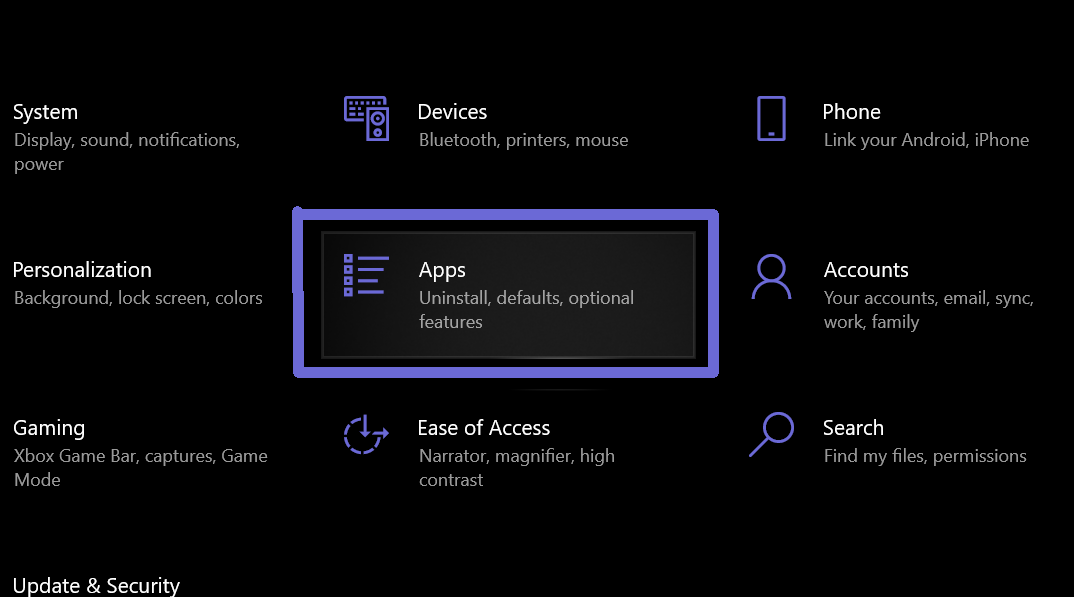 System
Display, sound, notifications,
power
Devices
Bluetooth, printers, mouse
Phone
Link your Android, iPhone
Personalization
Background, lock screen, colors
Apps
Uninstall, defaults, optional
features
Accounts
Your accounts, email, sync,
work, family
Gaming
Xbox Game Bar, captures, Game
Mode
Ease of Access
Narrator, magnifier, high
contrast
Search
Find my files, permissions
Update & Security